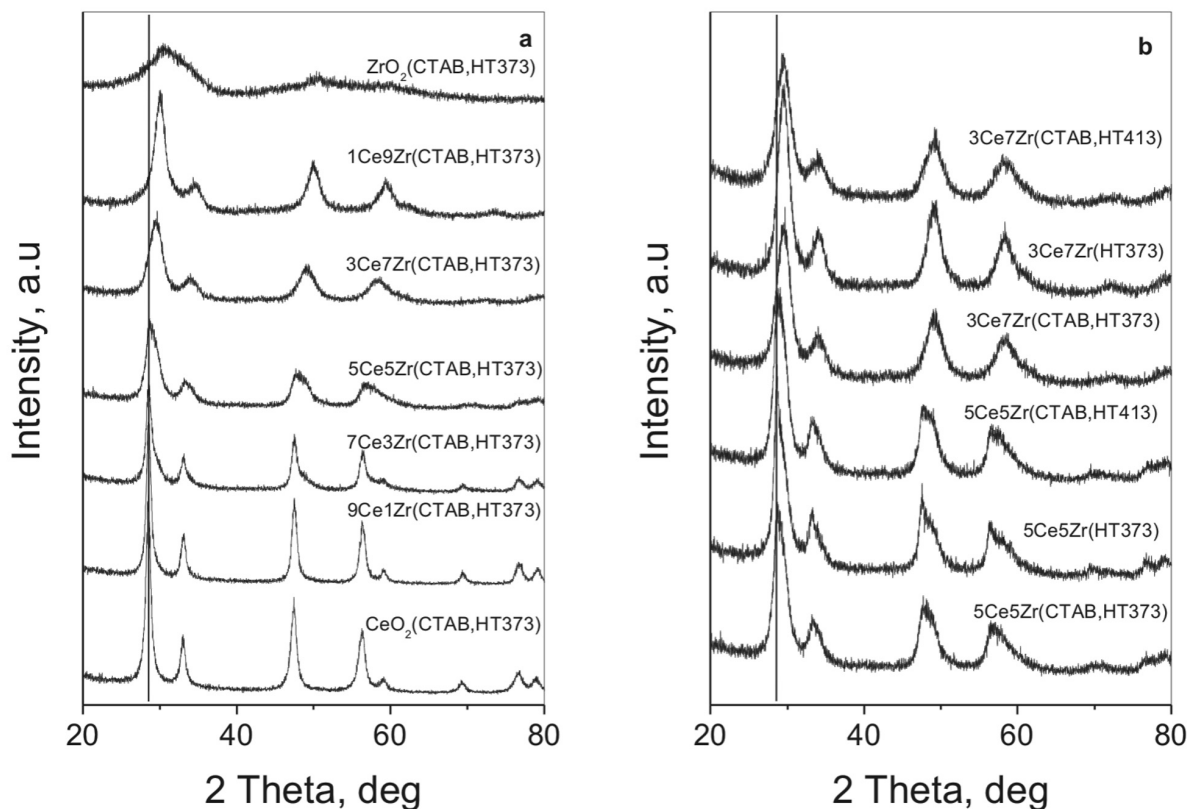 a
ZrO₂(CTAB,HT373)
1Ce9Zr(CTAB,HT373)
3Ce7Zr(CTAB,HT373)
5Ce5Zr(CTAB,HT373)
7Ce3Zr(CTAB,HT373)
9Ce1Zr(CTAB,HT373)
CeO₂(CTAB,HT373)
Intensity, a.u
20 40 60 80
2 Theta, deg
b
3Ce7Zr(CTAB,HT413)
3Ce7Zr(HT373)
3Ce7Zr(CTAB,HT373)
5Ce5Zr(CTAB,HT413)
5Ce5Zr(HT373)
5Ce5Zr(CTAB,HT373)
Intensity, a.u
20 40 60 80
2 Theta, deg